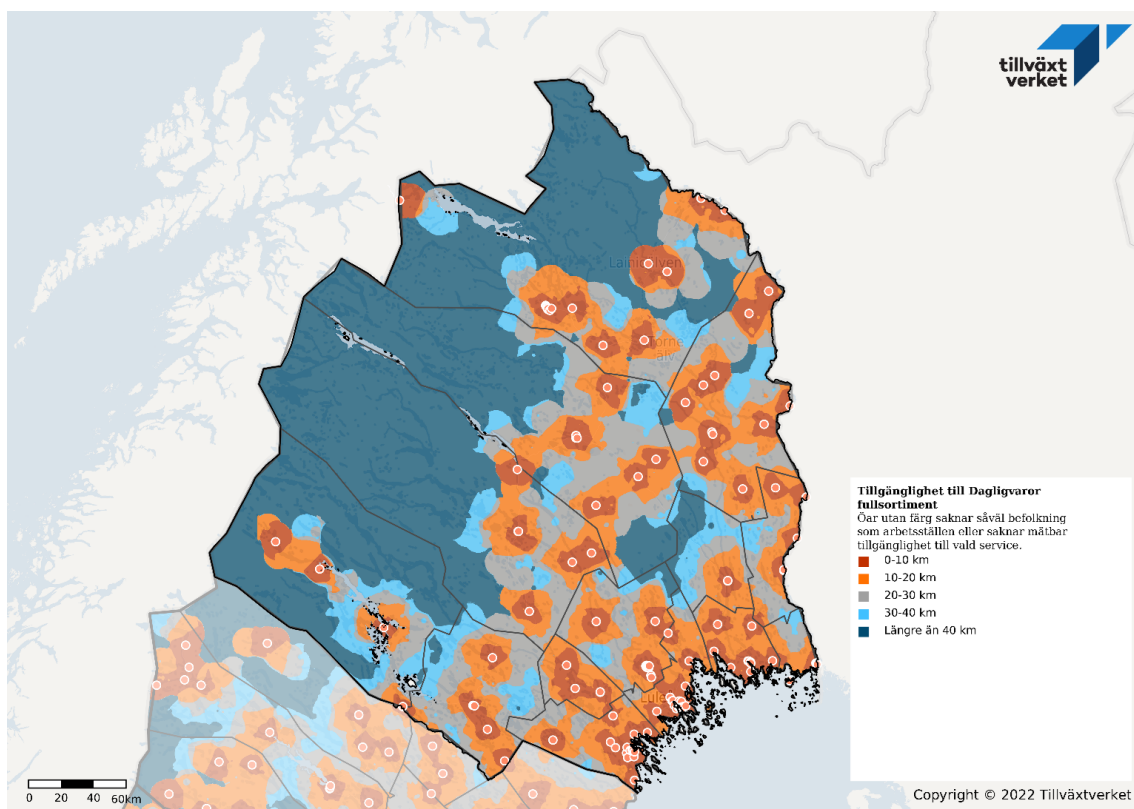 tillväxt
verket
Lainioälven
Torne
älv
Lule
Tillgänglighet till Dagligvaror
fullsortiment
Öar utan färg saknar såväl befolkning
som arbetsställen eller saknar mätbar
tillgänglighet till vald service.
0-10 km
10-20 km
20-30 km
30-40 km
Längre än 40 km
0 20 40 60km
Copyright © 2022 Tillväxtverket